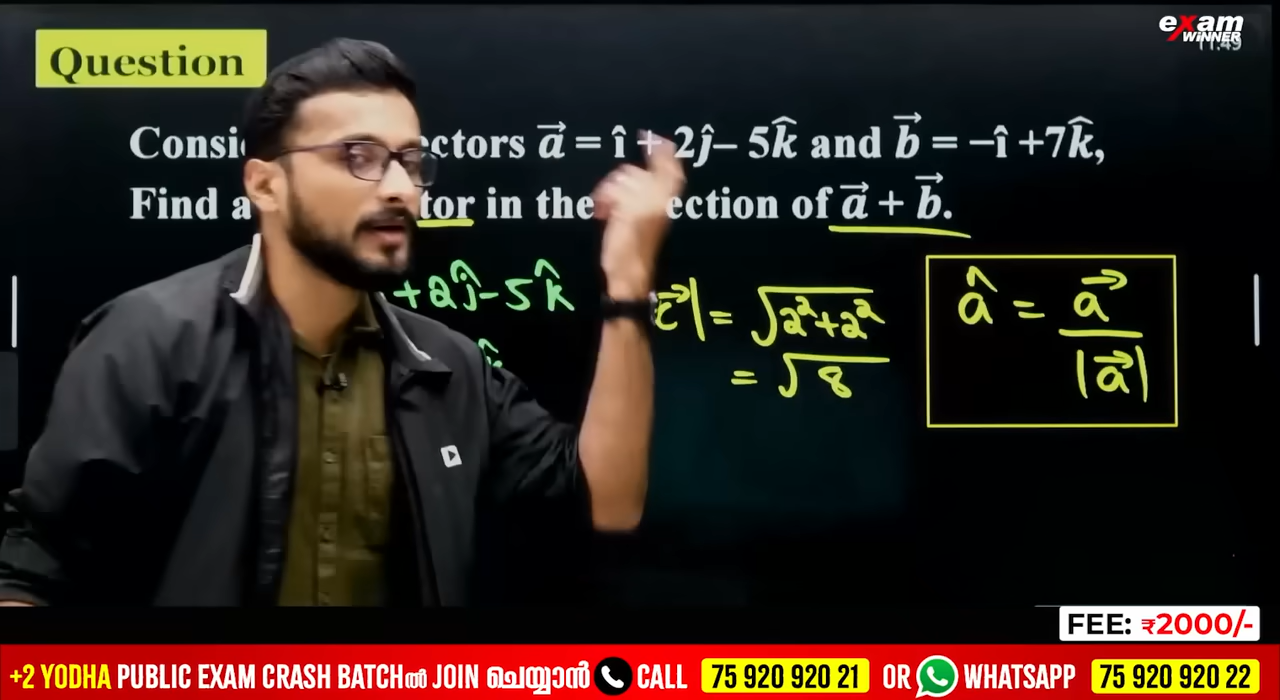 exam
WiNNER
11:49
Question
Consi ectors a⃗ = î + 2ĵ– 5k̂ and b⃗ = –î +7k̂,
Find a tor in the ection of a⃗ + b⃗.
+ 2ĵ – 5k̂
c⃗| = √2²+2²
= √8
â = a⃗ / |a⃗|
FEE: ₹2000/-
+2 YODHA PUBLIC EXAM CRASH BATCHൽ JOIN ചെയ്യാൻ CALL 75 920 920 21 OR WHATSAPP 75 920 920 22